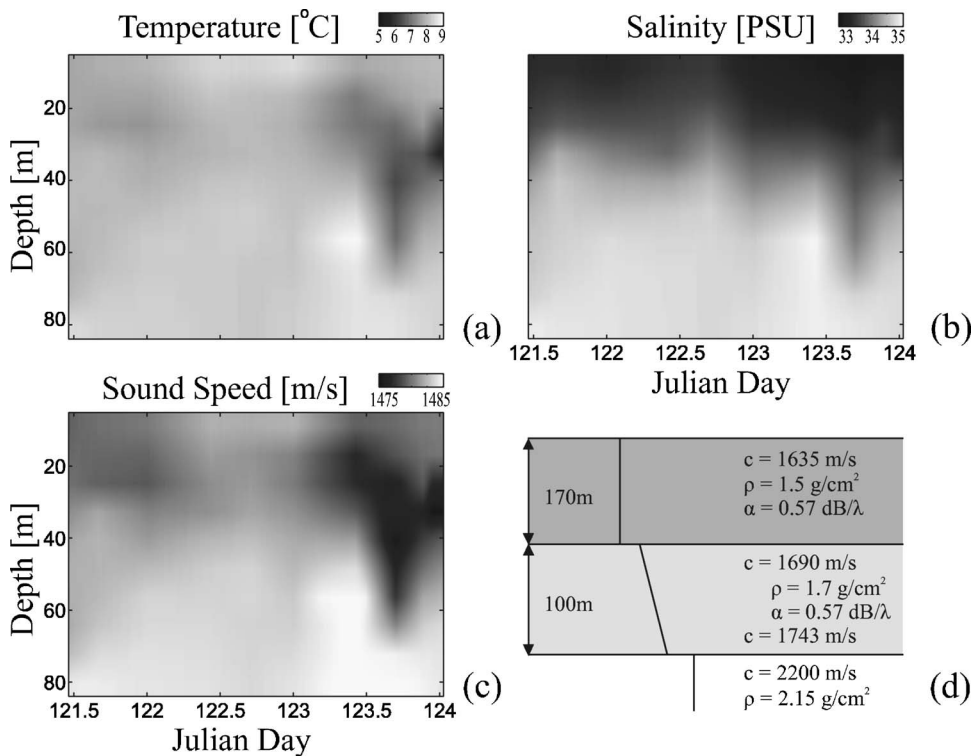 Temperature [°C]
5 6 7 8 9
20
40
60
80
Depth [m]
(a)
Salinity [PSU]
33 34 35
121.5 122 122.5 123 123.5 124
Julian Day
(b)
Sound Speed [m/s]
1475 1485
20
40
60
80
Depth [m]
121.5 122 122.5 123 123.5 124
Julian Day
(c)
170m
c = 1635 m/s
ρ = 1.5 g/cm²
α = 0.57 dB/λ
100m
c = 1690 m/s
ρ = 1.7 g/cm²
α = 0.57 dB/λ
c = 1743 m/s
c = 2200 m/s
ρ = 2.15 g/cm²
(d)